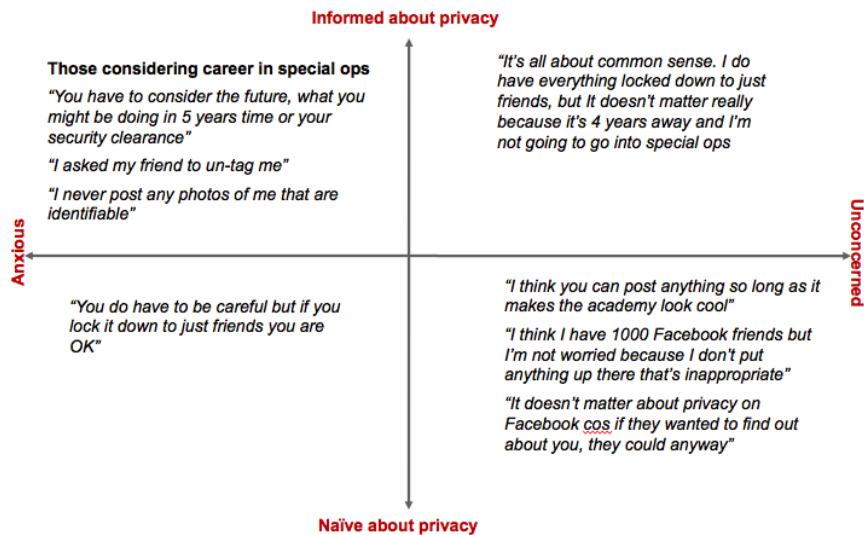 Informed about privacy
Those considering career in special ops
“You have to consider the future, what you
might be doing in 5 years time or your
security clearance”
“I asked my friend to un-tag me”
“I never post any photos of me that are
identifiable”
“It’s all about common sense. I do
have everything locked down to just
friends, but It doesn’t matter really
because it’s 4 years away and I’m
not going to go into special ops
Anxious
Unconcerned
“You do have to be careful but if you
lock it down to just friends you are
OK”
“I think you can post anything so long as it
makes the academy look cool”
“I think I have 1000 Facebook friends but
I’m not worried because I don’t put
anything up there that’s inappropriate”
“It doesn’t matter about privacy on
Facebook cos if they wanted to find out
about you, they could anyway”
Naïve about privacy